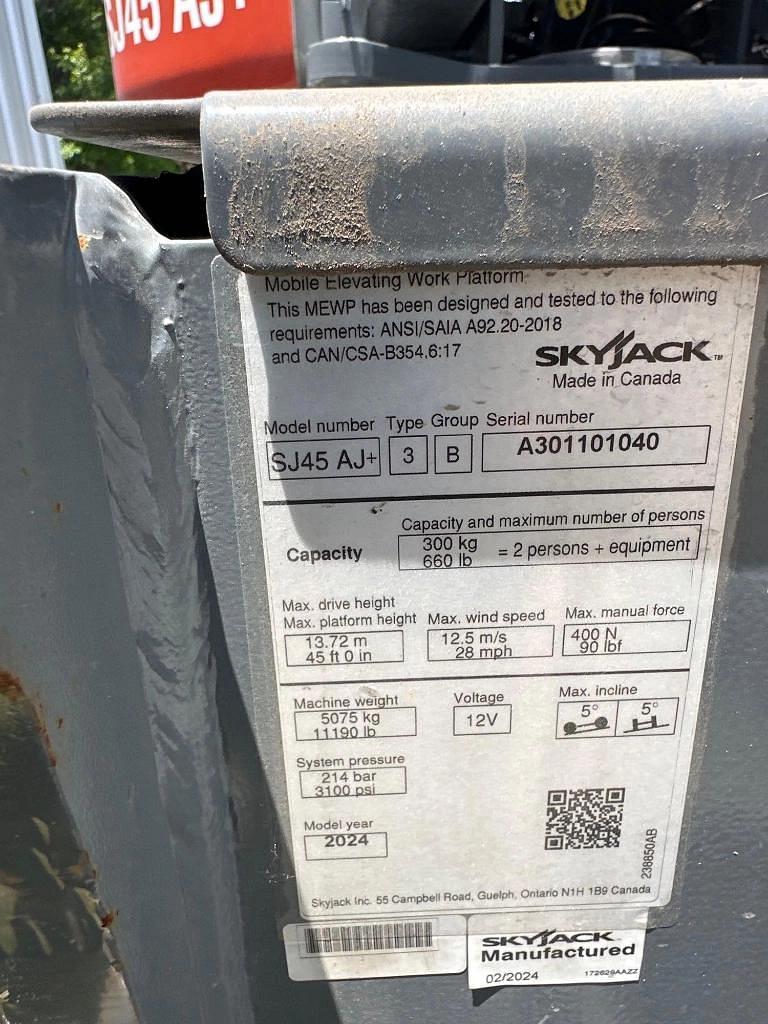 SJ45 AJ+
Mobile Elevating Work Platform
This MEWP has been designed and tested to the following
requirements: ANSI/SAIA A92.20-2018
and CAN/CSA-B354.6:17
SKYJACK™
Made in Canada
Model number Type Group Serial number
SJ45 AJ+ 3 B A301101040
Capacity and maximum number of persons
Capacity
300 kg
660 lb
= 2 persons + equipment
Max. drive height
Max. platform height Max. wind speed Max. manual force
13.72 m 12.5 m/s 400 N
45 ft 0 in 28 mph 90 lbf
Machine weight Voltage Max. incline
5075 kg 12V 5° 5°
11190 lb
System pressure
214 bar
3100 psi
Model year
2024
238850AB
Skyjack Inc. 55 Campbell Road, Guelph, Ontario N1H 1B9 Canada
SKYJACK
Manufactured
02/2024 172629AAZZ